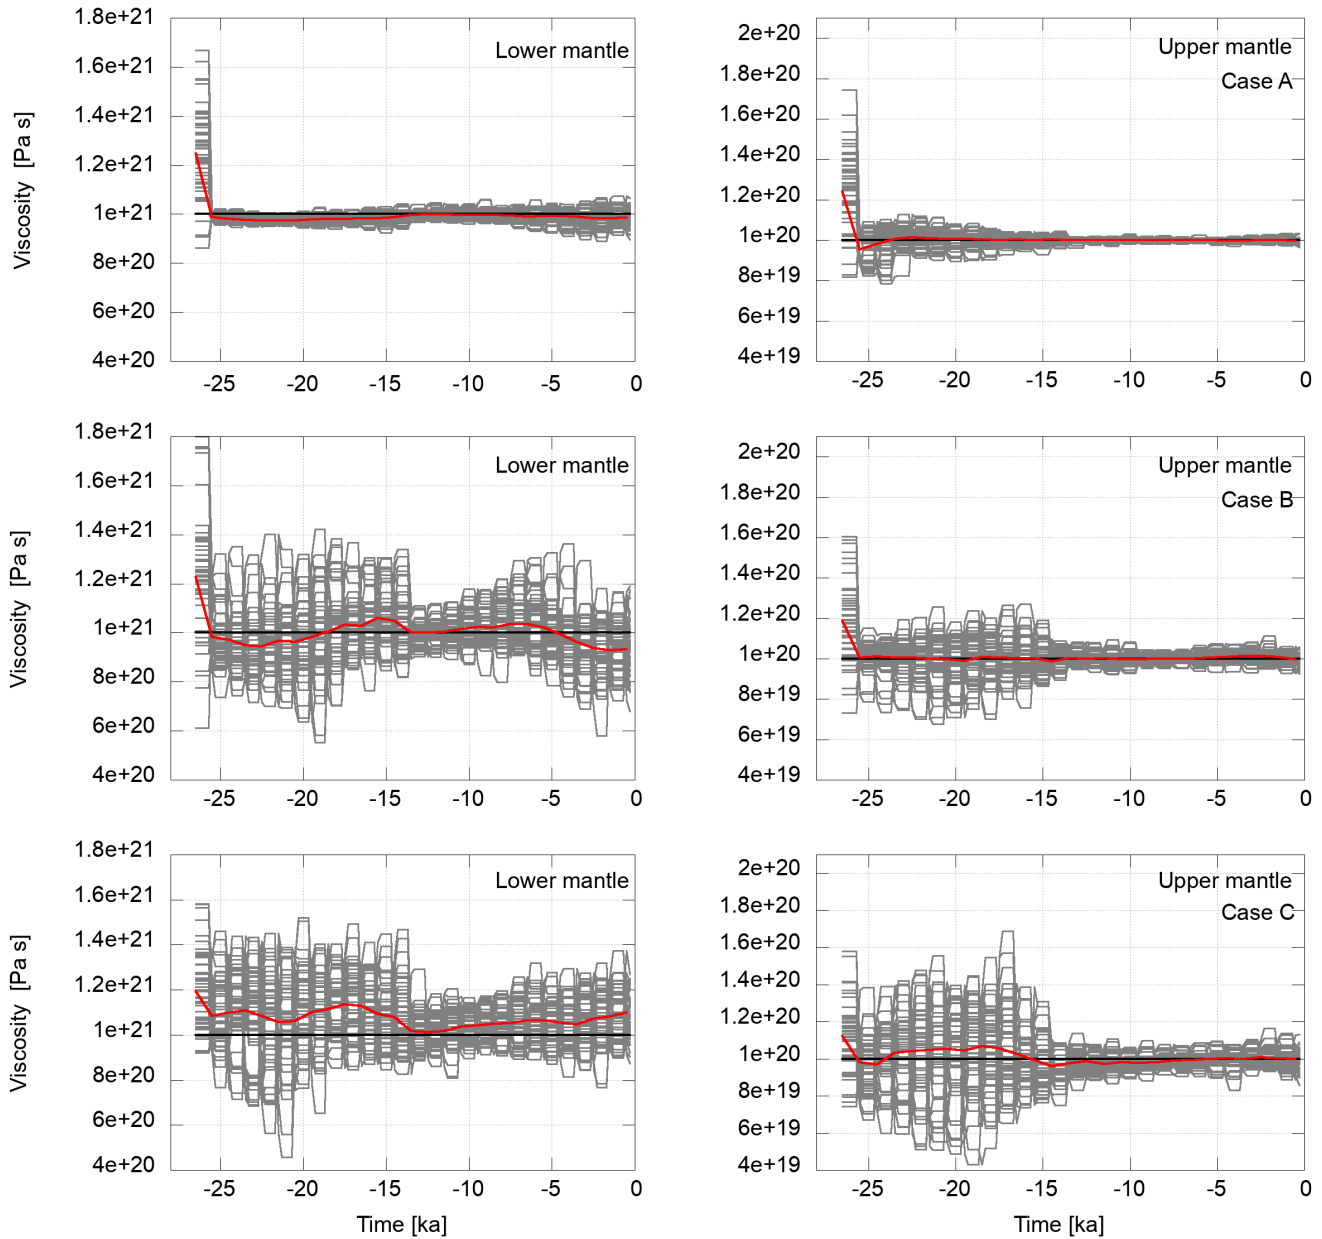 1.8e+21
1.6e+21
1.4e+21
1.2e+21
1e+21
8e+20
6e+20
4e+20
Viscosity [Pa s]
Lower mantle
-25 -20 -15 -10 -5 0
2e+20
1.8e+20
1.6e+20
1.4e+20
1.2e+20
1e+20
8e+19
6e+19
4e+19
Upper mantle
Case A
-25 -20 -15 -10 -5 0
1.8e+21
1.6e+21
1.4e+21
1.2e+21
1e+21
8e+20
6e+20
4e+20
Viscosity [Pa s]
Lower mantle
-25 -20 -15 -10 -5 0
2e+20
1.8e+20
1.6e+20
1.4e+20
1.2e+20
1e+20
8e+19
6e+19
4e+19
Upper mantle
Case B
-25 -20 -15 -10 -5 0
1.8e+21
1.6e+21
1.4e+21
1.2e+21
1e+21
8e+20
6e+20
4e+20
Viscosity [Pa s]
Lower mantle
-25 -20 -15 -10 -5 0
Time [ka]
2e+20
1.8e+20
1.6e+20
1.4e+20
1.2e+20
1e+20
8e+19
6e+19
4e+19
Upper mantle
Case C
-25 -20 -15 -10 -5 0
Time [ka]